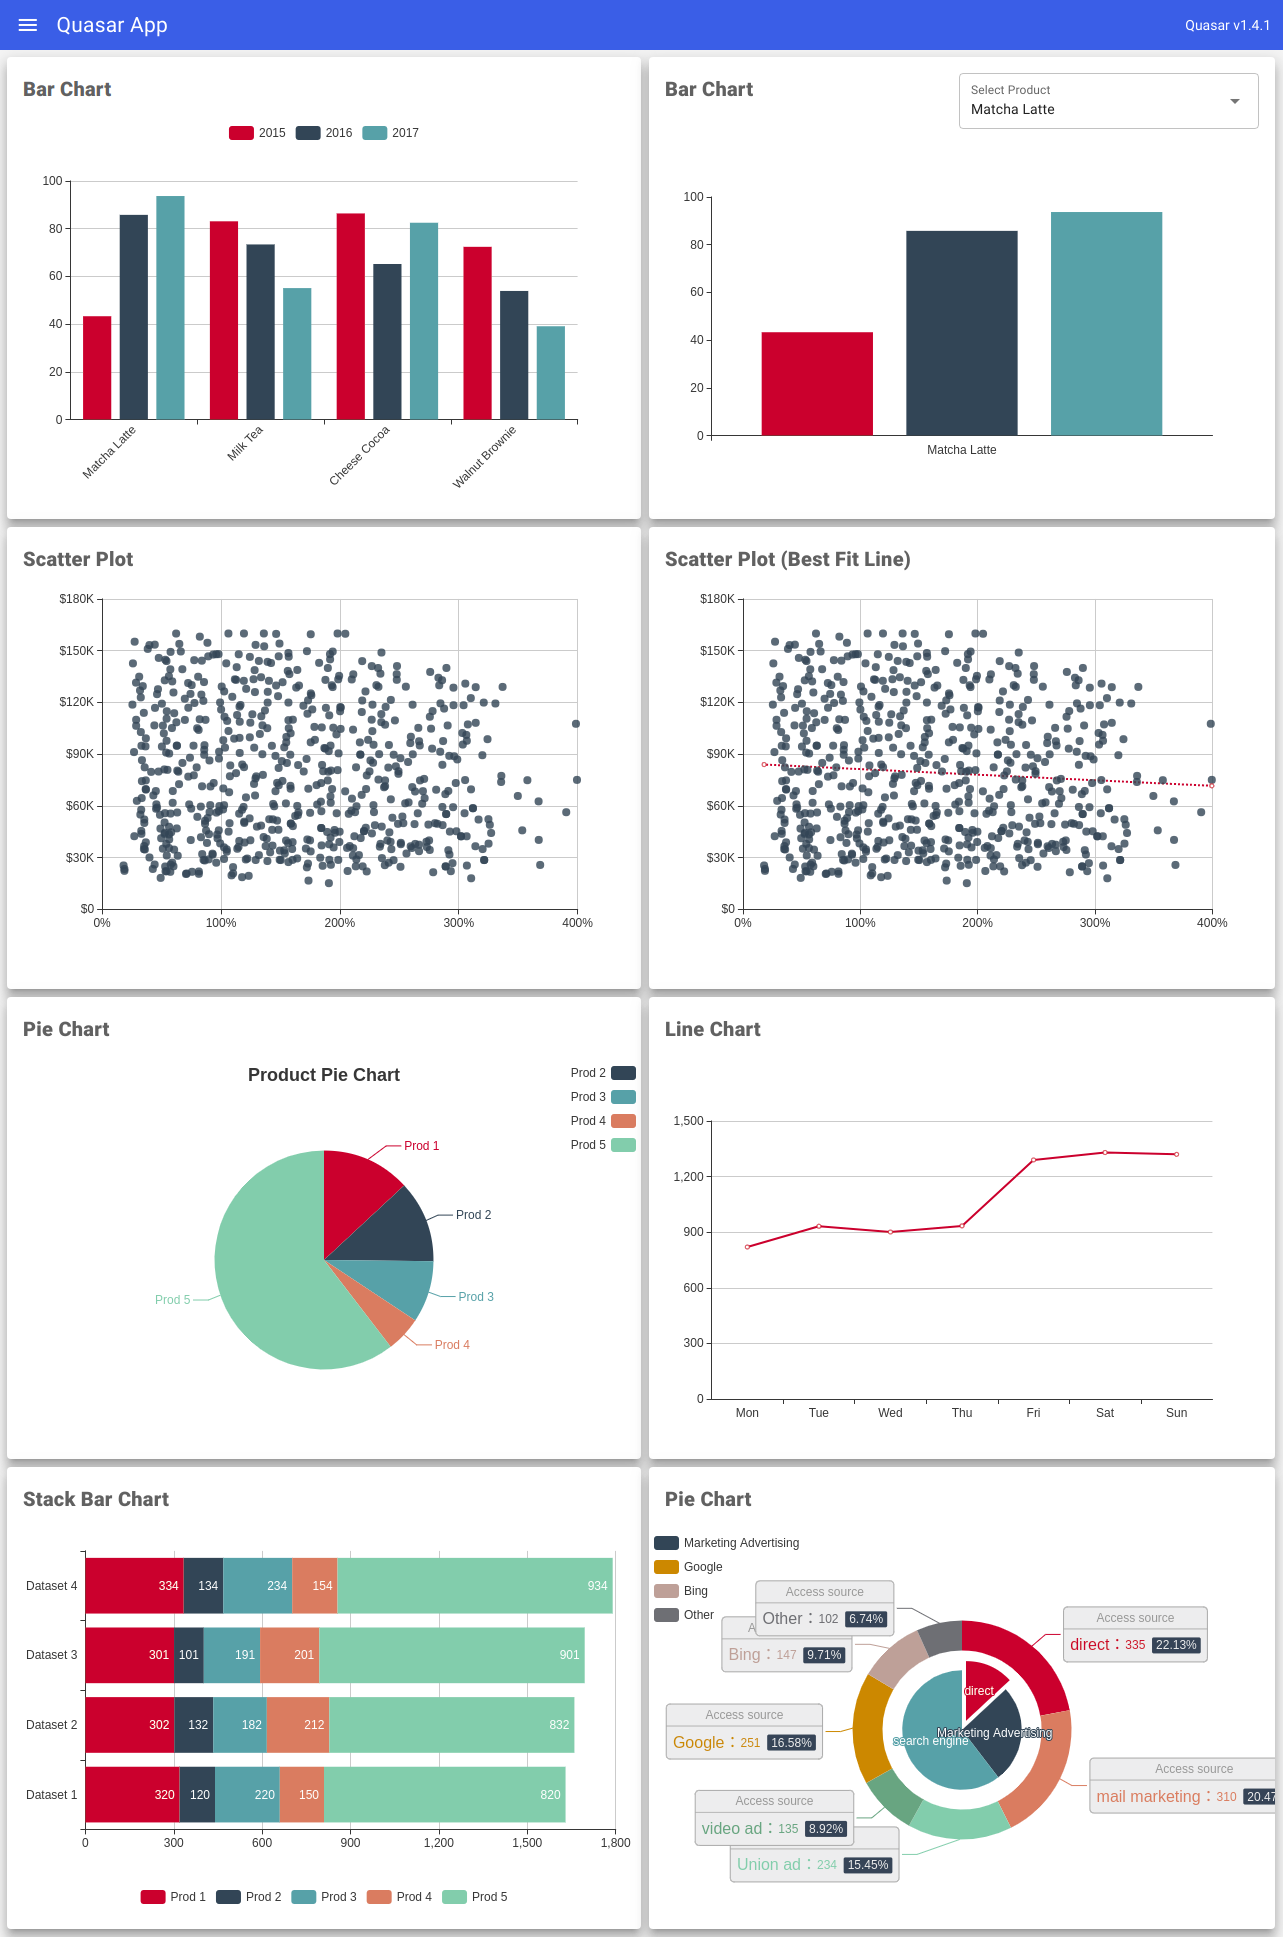 Quasar App
Quasar v1.4.1
Bar Chart
2015 2016 2017
100
80
60
40
20
0
Matcha Latte
Milk Tea
Cheese Cocoa
Walnut Brownie
Bar Chart
Select Product
Matcha Latte
100
80
60
40
20
0
Matcha Latte
Scatter Plot
$180K
$150K
$120K
$90K
$60K
$30K
$0
0% 100% 200% 300% 400%
Scatter Plot (Best Fit Line)
$180K
$150K
$120K
$90K
$60K
$30K
$0
0% 100% 200% 300% 400%
Pie Chart
Product Pie Chart
Prod 2
Prod 3
Prod 4
Prod 5
Prod 1
Prod 2
Prod 3
Prod 4
Prod 5
Line Chart
1,500
1,200
900
600
300
0
Mon Tue Wed Thu Fri Sat Sun
Stack Bar Chart
Dataset 4 334 134 234 154 934
Dataset 3 301 101 191 201 901
Dataset 2 302 132 182 212 832
Dataset 1 320 120 220 150 820
0 300 600 900 1,200 1,500 1,800
Prod 1 Prod 2 Prod 3 Prod 4 Prod 5
Pie Chart
Marketing Advertising
Google
Bing
Other
Access source
Other：102 6.74%
A
Bing：147 9.71%
Access source
direct：335 22.13%
Access source
Google：251 16.58%
direct
Marketing Advertising
search engine
Access source
mail marketing：310 20.47
Access source
video ad：135 8.92%
Union ad：234 15.45%